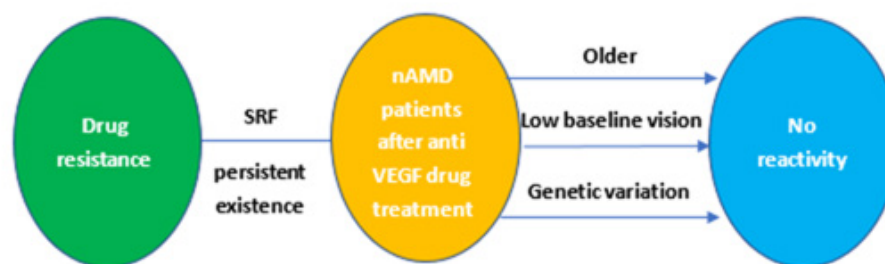 Drug
resistance
SRF
persistent
existence
nAMD
patients
after anti
VEGF drug
treatment
Older
Low baseline vision
Genetic variation
No
reactivity